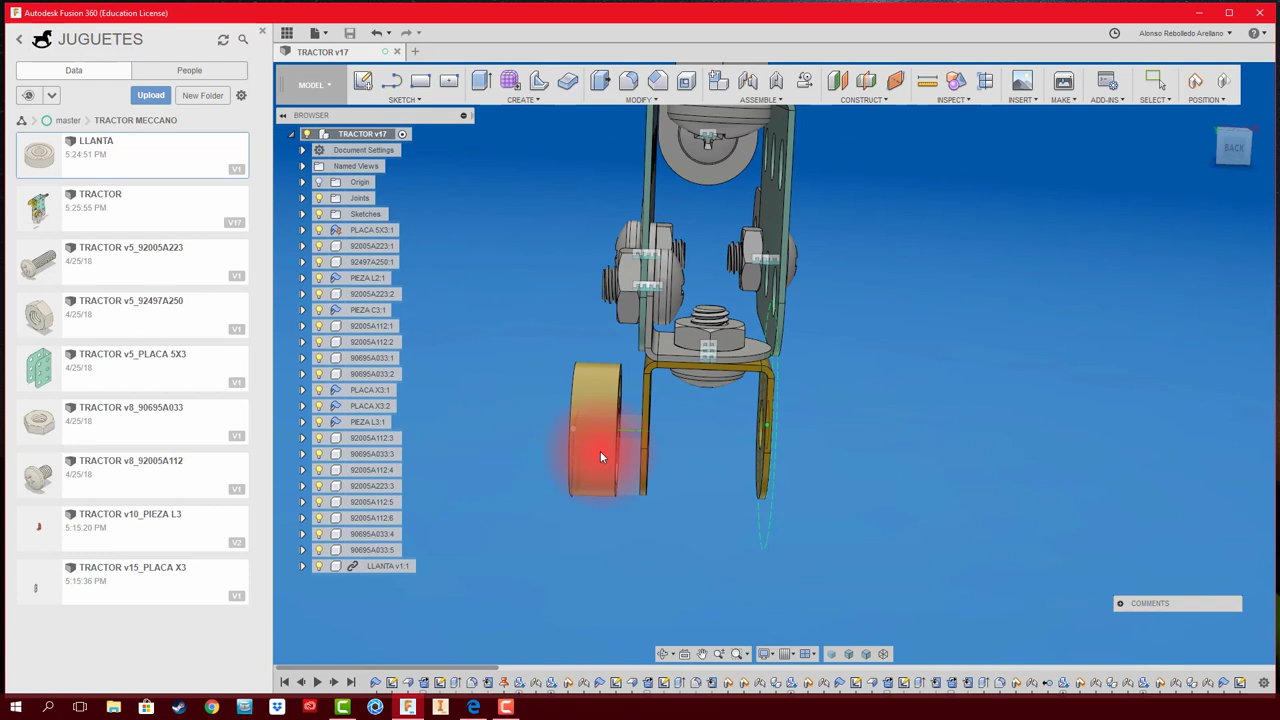 Autodesk Fusion 360 (Education License)
JUGUETES
Data
People
Upload
New Folder
master
TRACTOR MECCANO
LLANTA
5:24:51 PM
V1
TRACTOR
5:25:55 PM
V17
TRACTOR v5_92005A223
4/25/18
V1
TRACTOR v5_92497A250
4/25/18
V1
TRACTOR v5_PLACA 5X3
4/25/18
V1
TRACTOR v8_90695A033
4/25/18
V1
TRACTOR v8_92005A112
4/25/18
V1
TRACTOR v10_PIEZA L3
5:15:20 PM
V2
TRACTOR v15_PLACA X3
5:15:36 PM
V1
Alonso Rebolledo Arellano
TRACTOR v17
MODEL
SKETCH
CREATE
MODIFY
ASSEMBLE
CONSTRUCT
INSPECT
INSERT
MAKE
ADD-INS
SELECT
POSITION
BROWSER
TRACTOR v17
Document Settings
Named Views
Origin
Joints
Sketches
PLACA 5X3:1
92005A223:1
92497A250:1
PIEZA L2:1
92005A223:2
PIEZA C3:1
92005A112:1
92005A112:2
90695A033:1
90695A033:2
PLACA X3:1
PLACA X3:2
PIEZA L3:1
92005A112:3
90695A033:3
92005A112:4
92005A223:3
92005A112:5
92005A112:6
90695A033:4
90695A033:5
LLANTA v1:1
BACK
COMMENTS